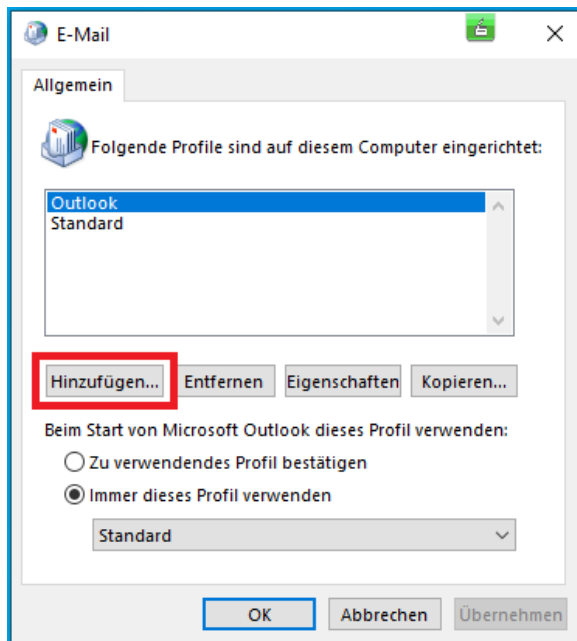 E-Mail
Allgemein
Folgende Profile sind auf diesem Computer eingerichtet:
Outlook
Standard
Hinzufügen... Entfernen Eigenschaften Kopieren...
Beim Start von Microsoft Outlook dieses Profil verwenden:
Zu verwendendes Profil bestätigen
Immer dieses Profil verwenden
Standard
OK Abbrechen Übernehmen